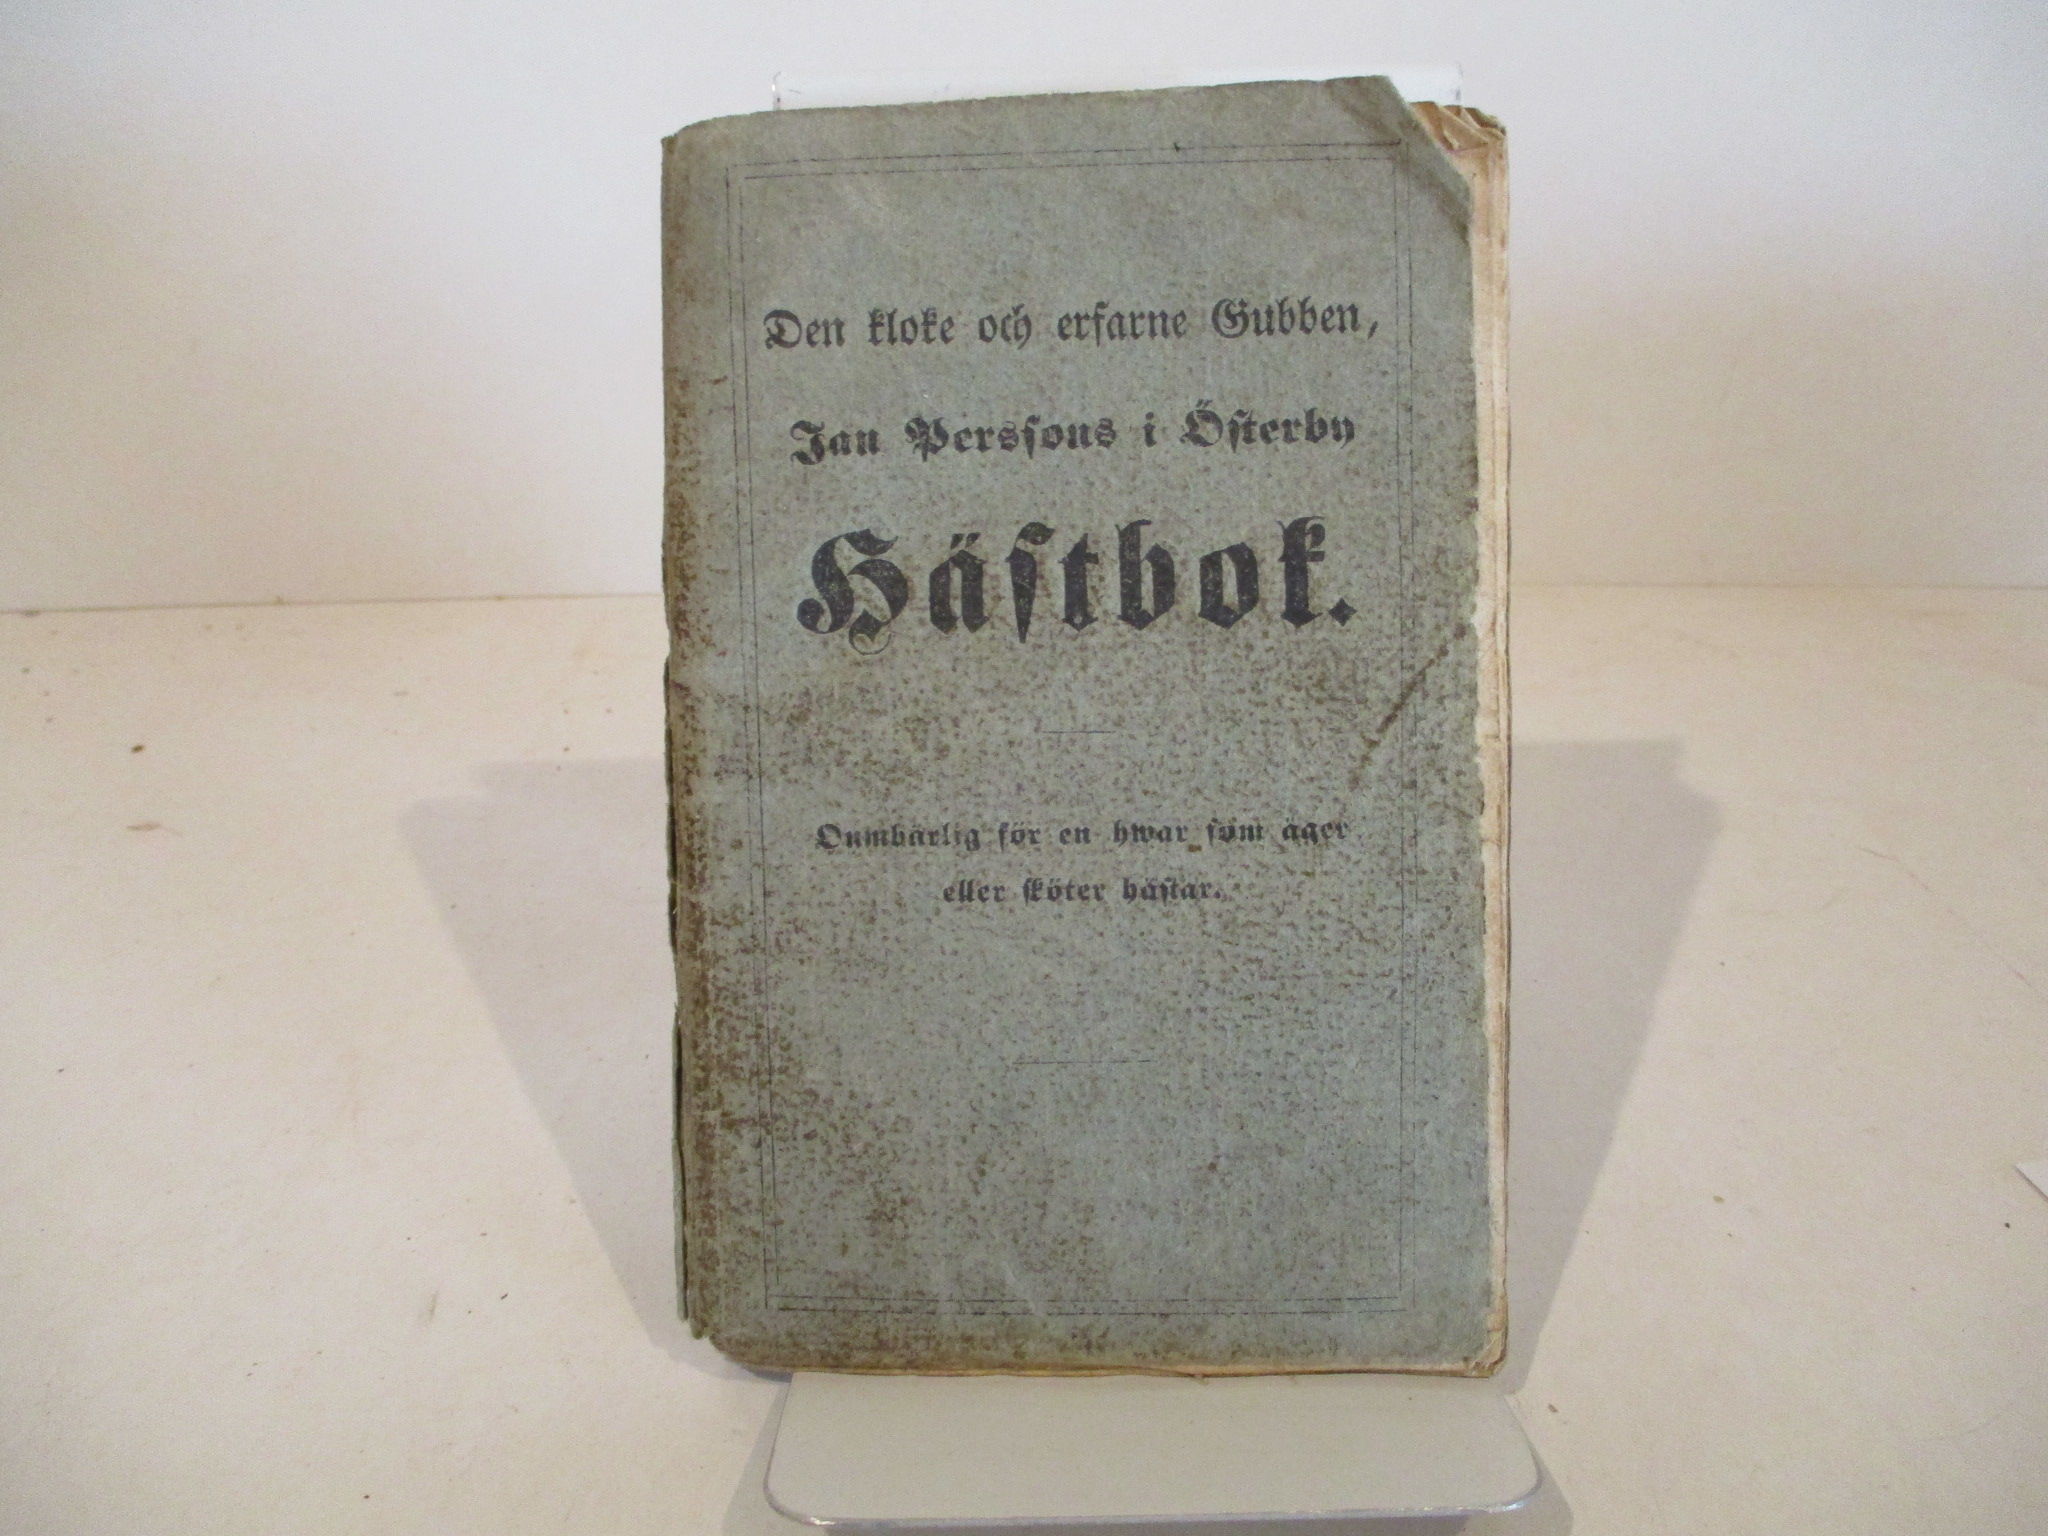 Den kloke och erfarne Gubben,
Jan Perssons i Österby
Hästbok.
Oumbärlig för en hwar som äger
eller sköter hästar.